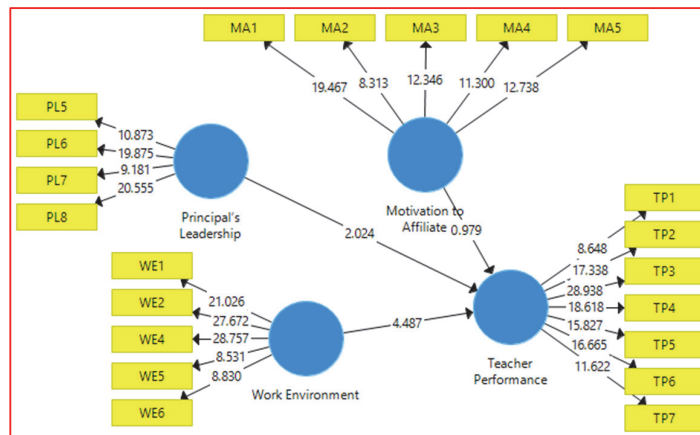 MA1
MA2
MA3
MA4
MA5
19.467
8.313
12.346
11.300
12.738
PL5
PL6
PL7
PL8
10.873
19.875
9.181
20.555
Principal's
Leadership
Motivation to
Affiliate
2.024
0.979
WE1
WE2
WE4
WE5
WE6
21.026
27.672
28.757
8.531
8.830
Work Environment
4.487
Teacher
Performance
8.648
17.338
28.938
18.618
15.827
16.665
11.622
TP1
TP2
TP3
TP4
TP5
TP6
TP7